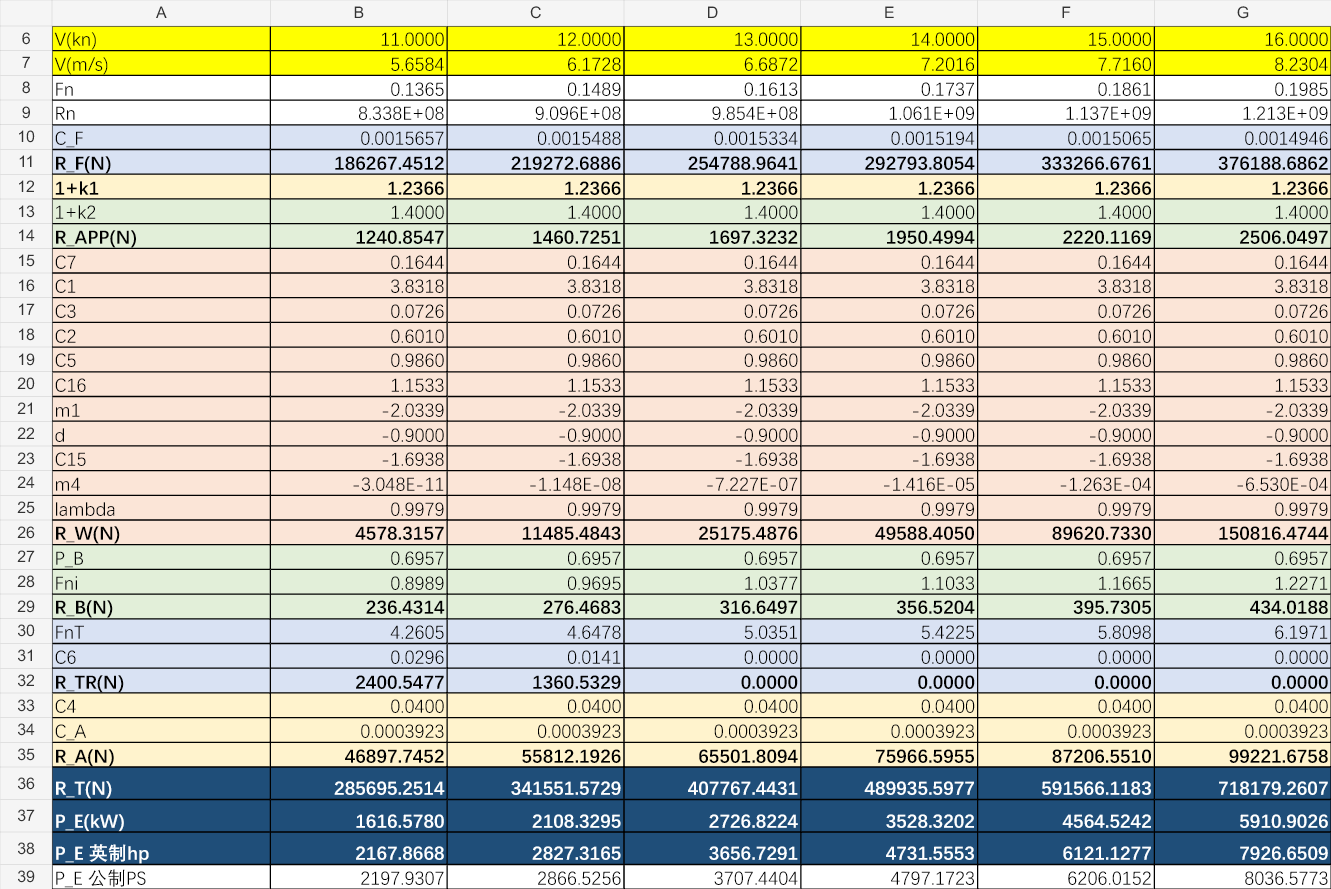 A B C D E F G
6 V(kn) 11.0000 12.0000 13.0000 14.0000 15.0000 16.0000
7 V(m/s) 5.6584 6.1728 6.6872 7.2016 7.7160 8.2304
8 Fn 0.1365 0.1489 0.1613 0.1737 0.1861 0.1985
9 Rn 8.338E+08 9.096E+08 9.854E+08 1.061E+09 1.137E+09 1.213E+09
10 C_F 0.0015657 0.0015488 0.0015334 0.0015194 0.0015065 0.0014946
11 R_F(N) 186267.4512 219272.6886 254788.9641 292793.8054 333266.6761 376188.6862
12 1+k1 1.2366 1.2366 1.2366 1.2366 1.2366 1.2366
13 1+k2 1.4000 1.4000 1.4000 1.4000 1.4000 1.4000
14 R_APP(N) 1240.8547 1460.7251 1697.3232 1950.4994 2220.1169 2506.0497
15 C7 0.1644 0.1644 0.1644 0.1644 0.1644 0.1644
16 C1 3.8318 3.8318 3.8318 3.8318 3.8318 3.8318
17 C3 0.0726 0.0726 0.0726 0.0726 0.0726 0.0726
18 C2 0.6010 0.6010 0.6010 0.6010 0.6010 0.6010
19 C5 0.9860 0.9860 0.9860 0.9860 0.9860 0.9860
20 C16 1.1533 1.1533 1.1533 1.1533 1.1533 1.1533
21 m1 -2.0339 -2.0339 -2.0339 -2.0339 -2.0339 -2.0339
22 d -0.9000 -0.9000 -0.9000 -0.9000 -0.9000 -0.9000
23 C15 -1.6938 -1.6938 -1.6938 -1.6938 -1.6938 -1.6938
24 m4 -3.048E-11 -1.148E-08 -7.227E-07 -1.416E-05 -1.263E-04 -6.530E-04
25 lambda 0.9979 0.9979 0.9979 0.9979 0.9979 0.9979
26 R_W(N) 4578.3157 11485.4843 25175.4876 49588.4050 89620.7330 150816.4744
27 P_B 0.6957 0.6957 0.6957 0.6957 0.6957 0.6957
28 Fni 0.8989 0.9695 1.0377 1.1033 1.1665 1.2271
29 R_B(N) 236.4314 276.4683 316.6497 356.5204 395.7305 434.0188
30 FnT 4.2605 4.6478 5.0351 5.4225 5.8098 6.1971
31 C6 0.0296 0.0141 0.0000 0.0000 0.0000 0.0000
32 R_TR(N) 2400.5477 1360.5329 0.0000 0.0000 0.0000 0.0000
33 C4 0.0400 0.0400 0.0400 0.0400 0.0400 0.0400
34 C_A 0.0003923 0.0003923 0.0003923 0.0003923 0.0003923 0.0003923
35 R_A(N) 46897.7452 55812.1926 65501.8094 75966.5955 87206.5510 99221.6758
36 R_T(N) 285695.2514 341551.5729 407767.4431 489935.5977 591566.1183 718179.2607
37 P_E(kW) 1616.5780 2108.3295 2726.8224 3528.3202 4564.5242 5910.9026
38 P_E 英制hp 2167.8668 2827.3165 3656.7291 4731.5553 6121.1277 7926.6509
39 P_E 公制PS 2197.9307 2866.5256 3707.4404 4797.1723 6206.0152 8036.5773